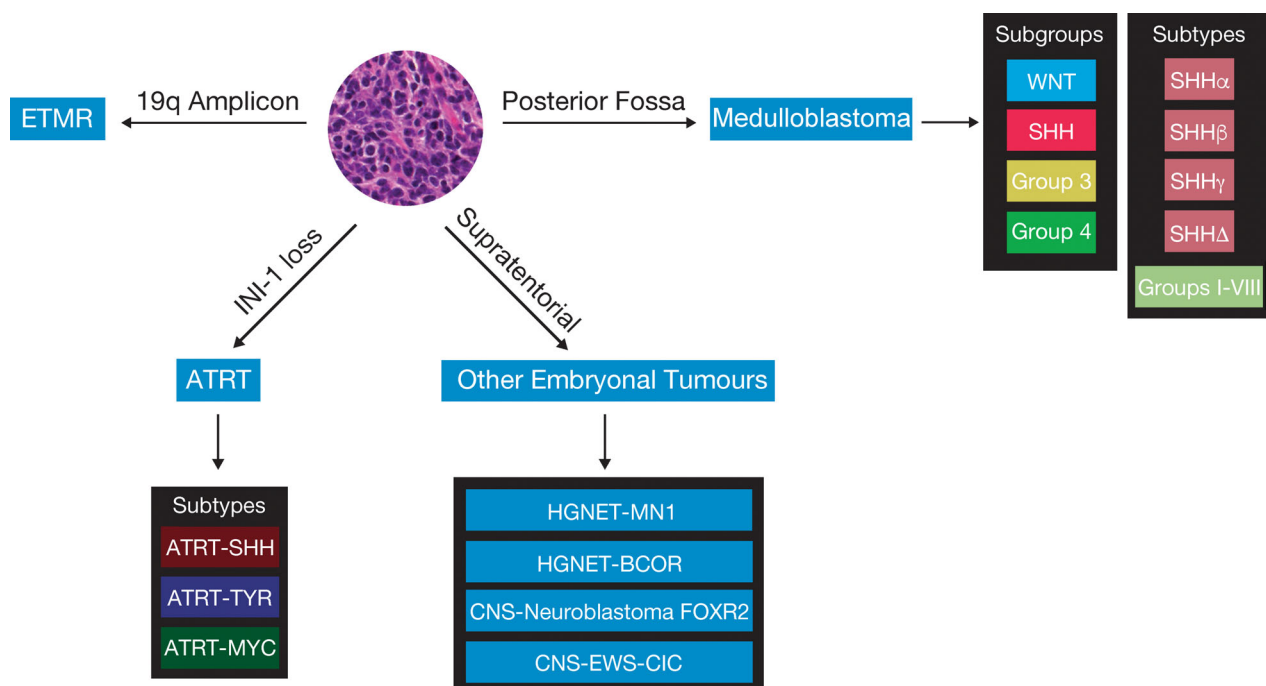 19q Amplicon
ETMR
Posterior Fossa
Medulloblastoma
Subgroups
WNT
SHH
Group 3
Group 4
Subtypes
SHHα
SHHβ
SHHγ
SHHΔ
Groups I-VIII
INI-1 loss
ATRT
Subtypes
ATRT-SHH
ATRT-TYR
ATRT-MYC
Supratentorial
Other Embryonal Tumours
HGNET-MN1
HGNET-BCOR
CNS-Neuroblastoma FOXR2
CNS-EWS-CIC